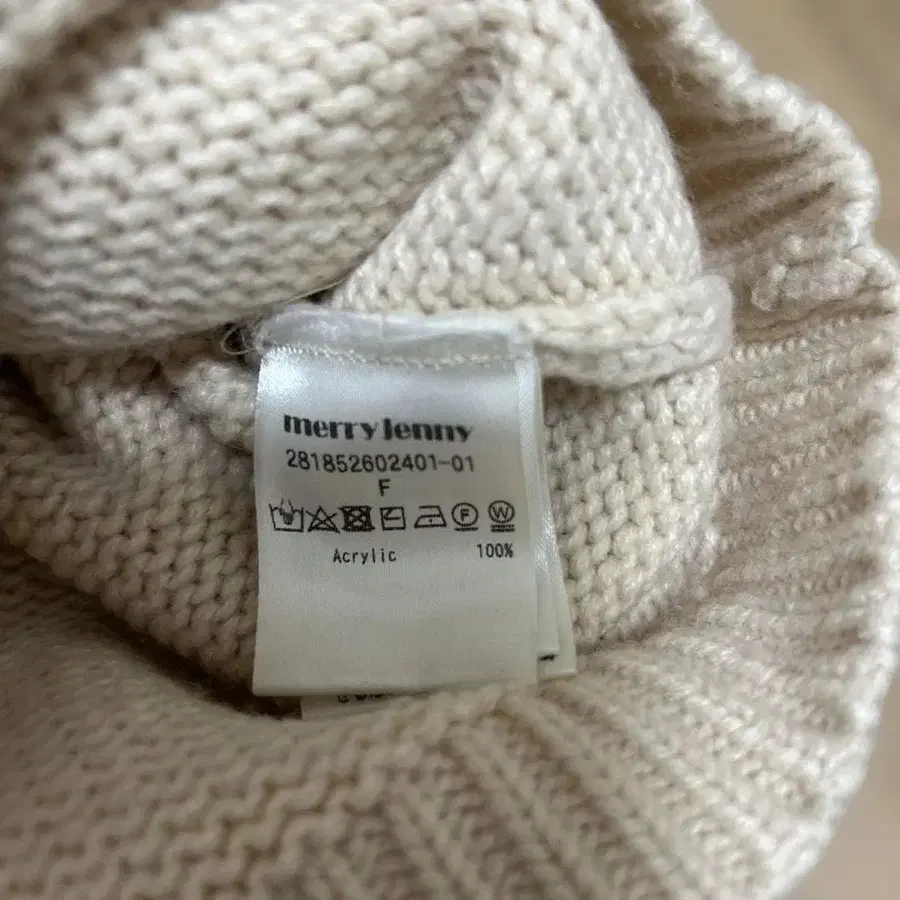 merry jenny
281852602401-01
F
F W
Acrylic 100%